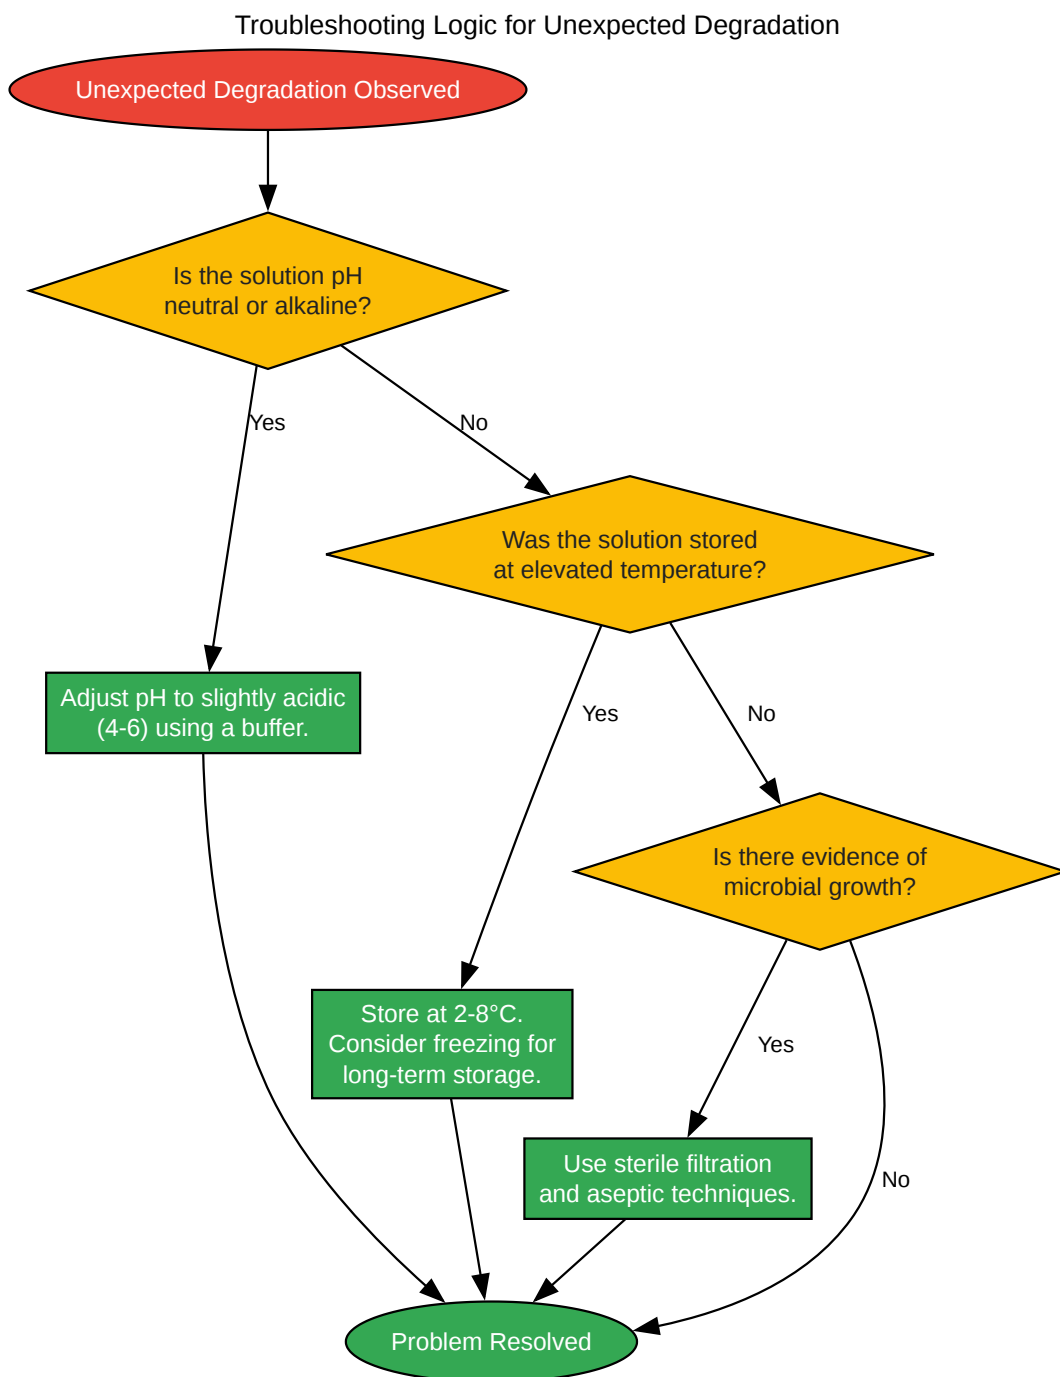 Troubleshooting Logic for Unexpected Degradation
Unexpected Degradation Observed
Is the solution pH
neutral or alkaline?
Yes
No
Was the solution stored
at elevated temperature?
Adjust pH to slightly acidic
(4-6) using a buffer.
Yes
No
Is there evidence of
microbial growth?
Store at 2-8°C.
Consider freezing for
long-term storage.
Yes
Use sterile filtration
and aseptic techniques.
No
Problem Resolved